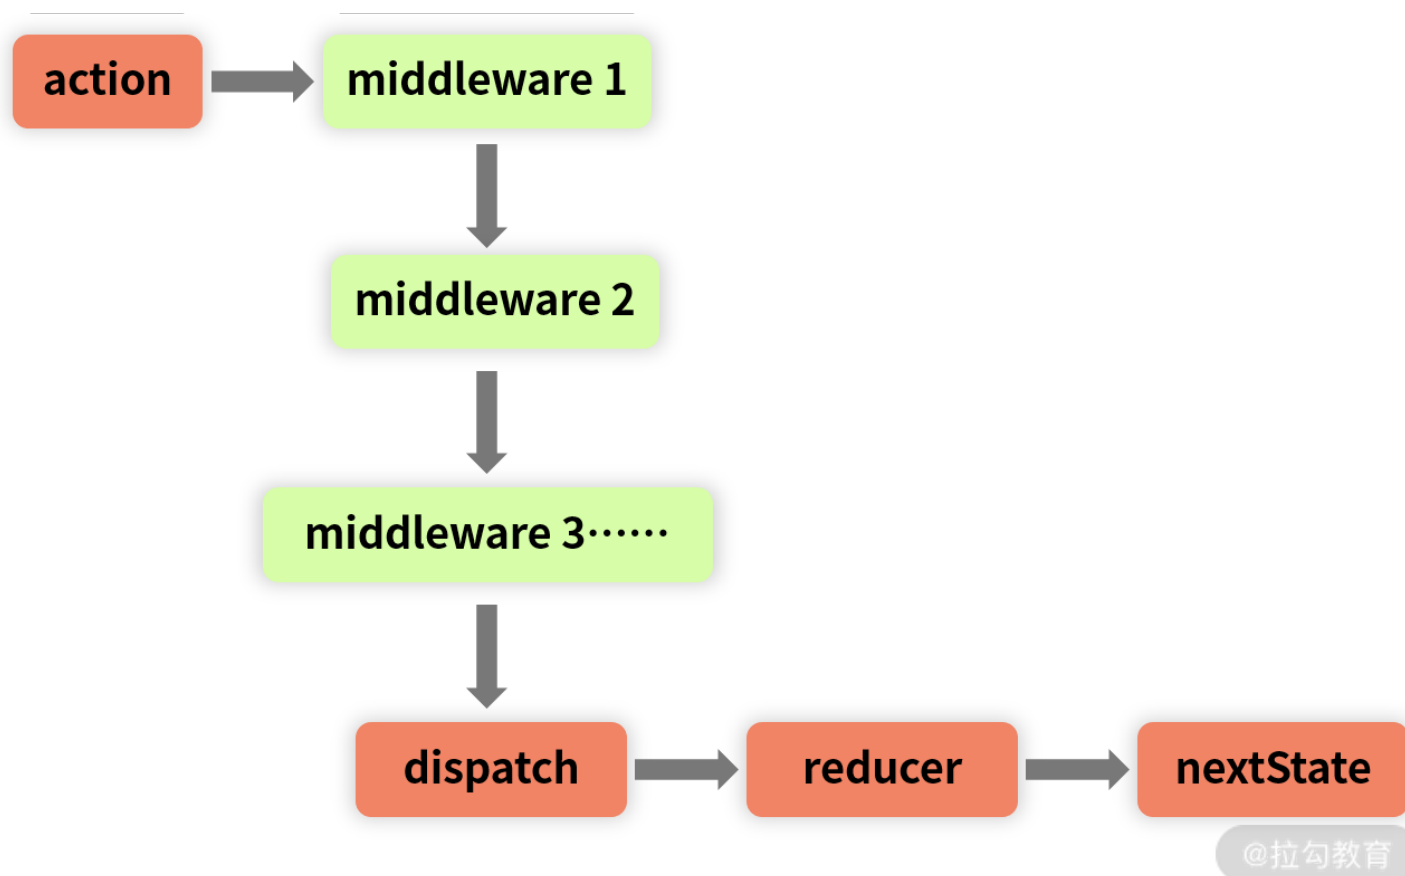 action
middleware 1
middleware 2
middleware 3······
dispatch
reducer
nextState
@拉勾教育